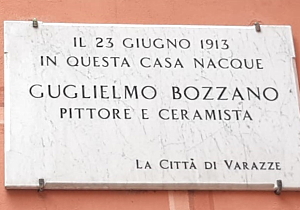 IL 23 GIUGNO 1913
IN QUESTA CASA NACQUE
GUGLIELMO BOZZANO
PITTORE E CERAMISTA
LA CITTÀ DI VARAZZE